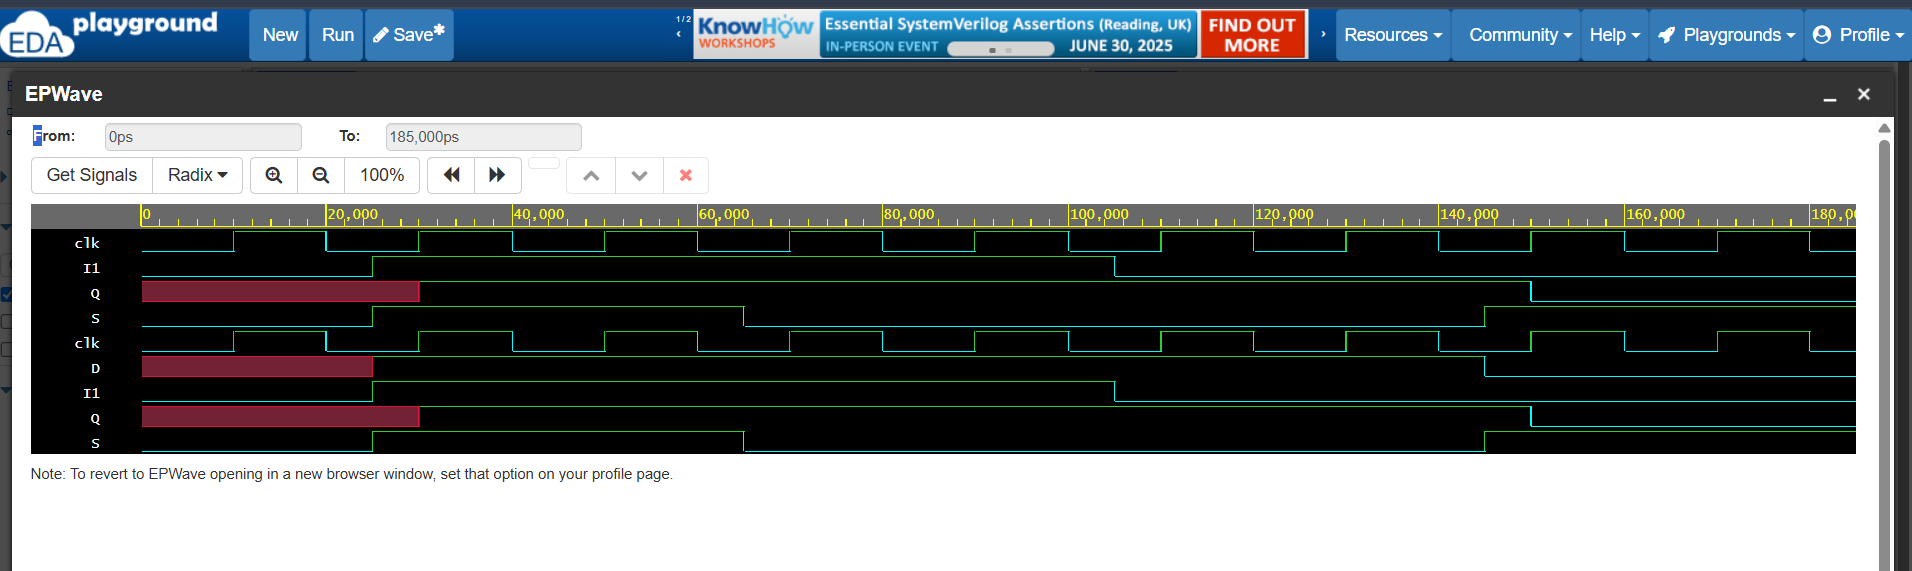 EDA playground
New
Run
Save*
1/2
KnowHow
WORKSHOPS
Essential SystemVerilog Assertions (Reading, UK)
IN-PERSON EVENT
JUNE 30, 2025
FIND OUT
MORE
Resources
Community
Help
Playgrounds
Profile
EPWave
From: 0ps To: 185,000ps
Get Signals Radix 100%
0 20,000 40,000 60,000 80,000 100,000 120,000 140,000 160,000
clk
I1
Q
S
clk
D
I1
Q
S
Note: To revert to EPWave opening in a new browser window, set that option on your profile page.